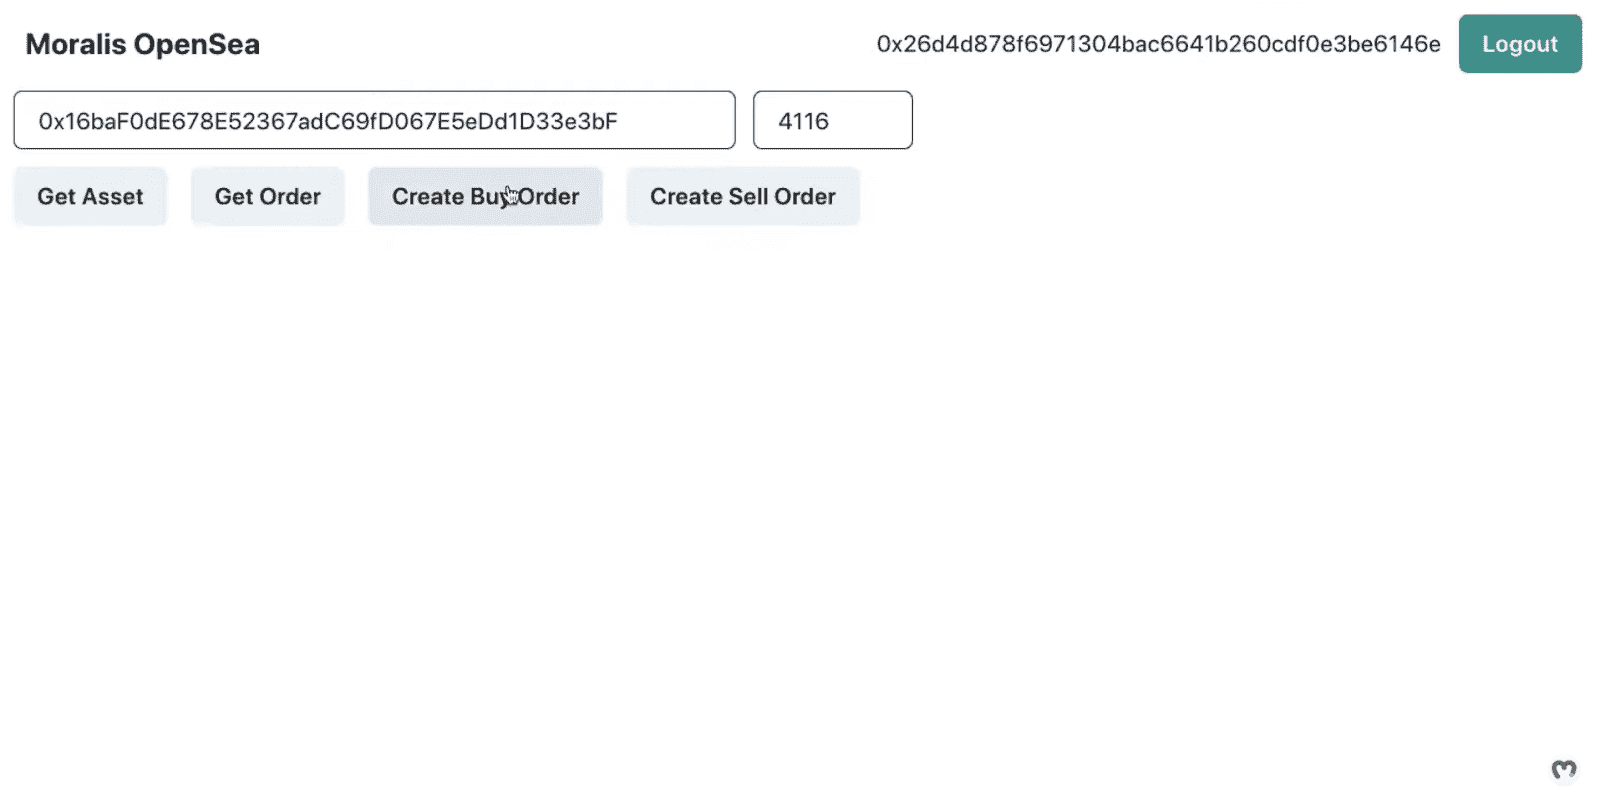 Moralis OpenSea
0x26d4d878f6971304bac6641b260cdf0e3be6146e
Logout
0x16baF0dE678E52367adC69fD067E5eDd1D33e3bF
4116
Get Asset
Get Order
Create Buy Order
Create Sell Order